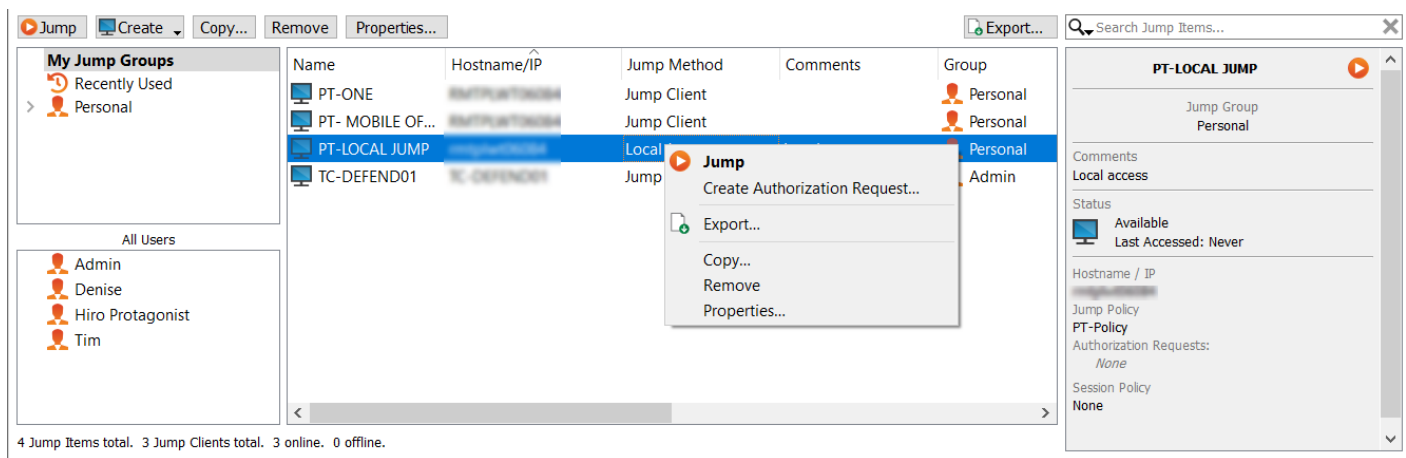 Jump Create Copy... Remove Properties... Export... Search Jump Items...
My Jump Groups
Recently Used
Personal
All Users
Admin
Denise
Hiro Protagonist
Tim
Name Hostname/IP Jump Method Comments Group
PT-ONE Jump Client Personal
PT- MOBILE OF... Jump Client Personal
PT-LOCAL JUMP Local Personal
TC-DEFEND01 TC-DEFEND01 Jump Admin
Jump
Create Authorization Request...
Export...
Copy...
Remove
Properties...
PT-LOCAL JUMP
Jump Group
Personal
Comments
Local access
Status
Available
Last Accessed: Never
Hostname / IP
Jump Policy
PT-Policy
Authorization Requests:
None
Session Policy
None
4 Jump Items total. 3 Jump Clients total. 3 online. 0 offline.